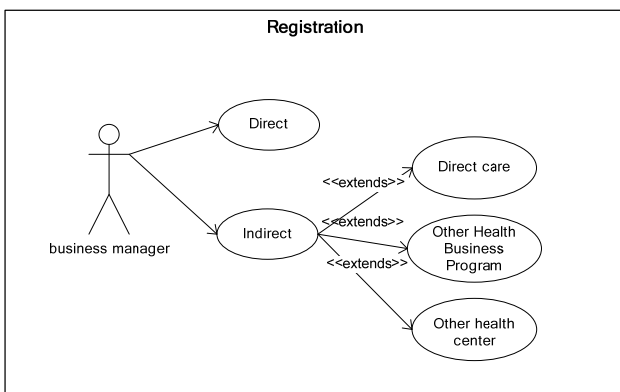 Registration
Direct
Direct care
<<extends>>
<<extends>>
Indirect
Other Health
Business
Program
<<extends>>
business manager
Other health
center